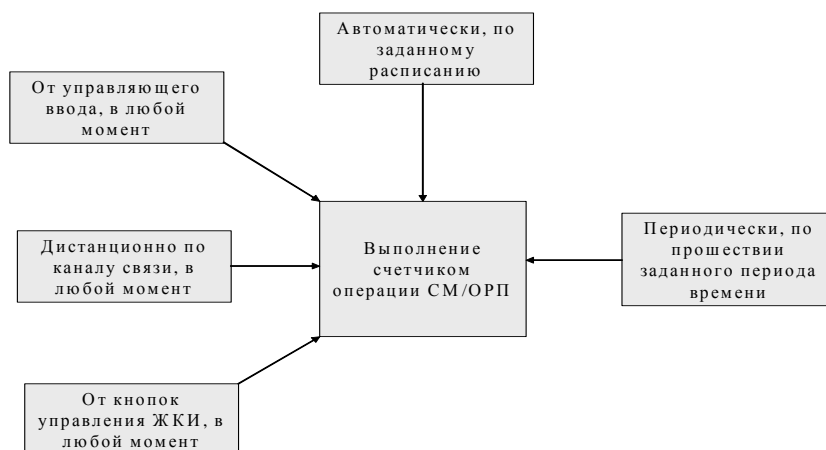 Автоматически, по
заданному
расписанию
От управляющего
ввода, в любой
момент
Дистанционно по
каналу связи, в
любой момент
Выполнение
счетчиком
операции СМ/ОРП
Периодически, по
прошествии
заданного периода
времени
От кнопок
управления ЖКИ, в
любой момент